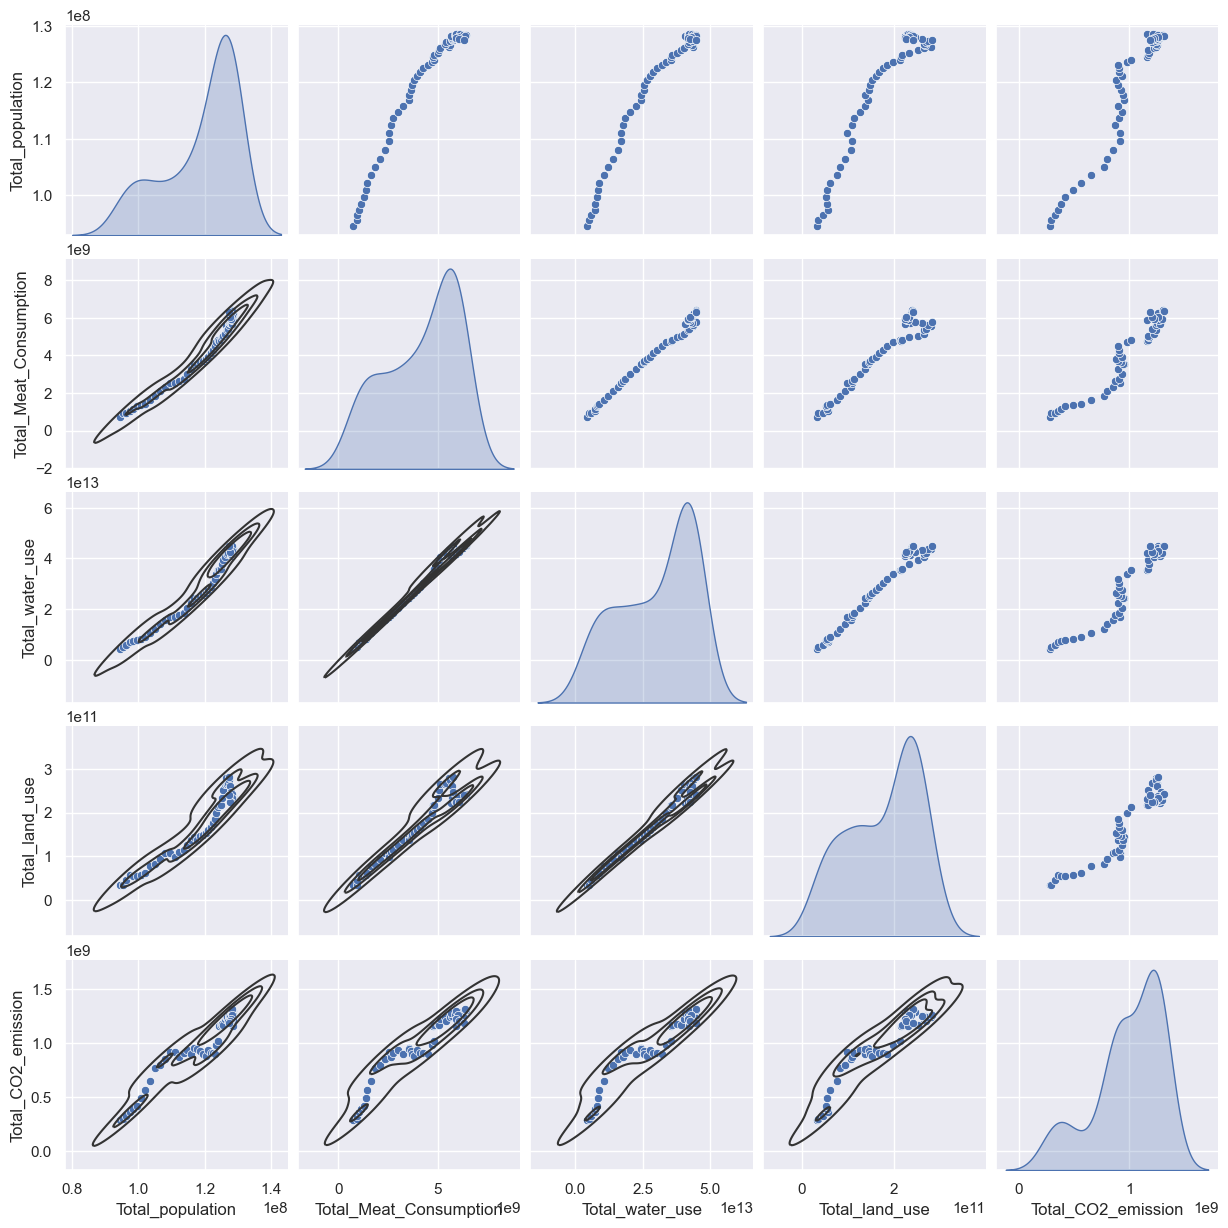 1e8
1.3
1.2
1.1
1.0
Total_population
1e9
8
6
4
2
0
−2
Total_Meat_Consumption
1e13
6
4
2
0
Total_water_use
1e11
3
2
1
0
Total_land_use
1e9
1.5
1.0
0.5
0.0
Total_CO2_emission
0.8 1.0 1.2 1.4 0 5 0.0 2.5 5.0 0 2 0 1
Total_population 1e8 Total_Meat_Consumption 1e9 Total_water_use 1e13 Total_land_use 1e11 Total_CO2_emission 1e9